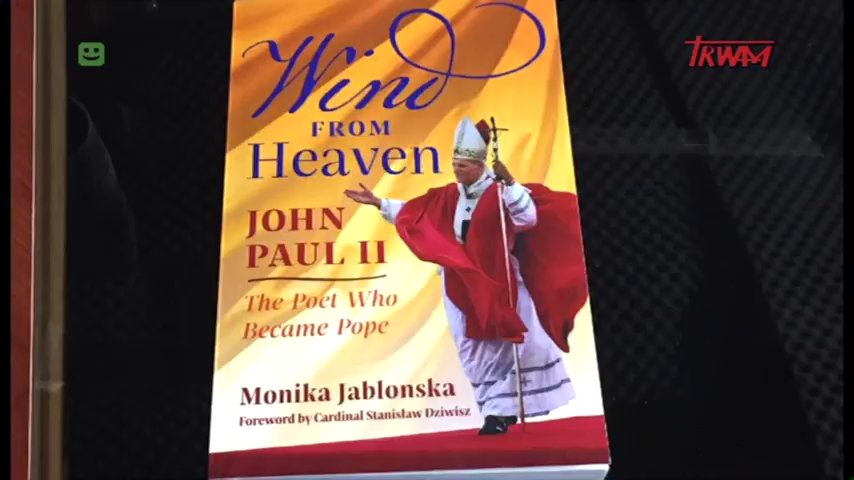 TRWAM
Wind
FROM
Heaven
JOHN
PAUL II
The Poet Who
Became Pope
Monika Jablonska
Foreword by Cardinal Stanisław Dziwisz